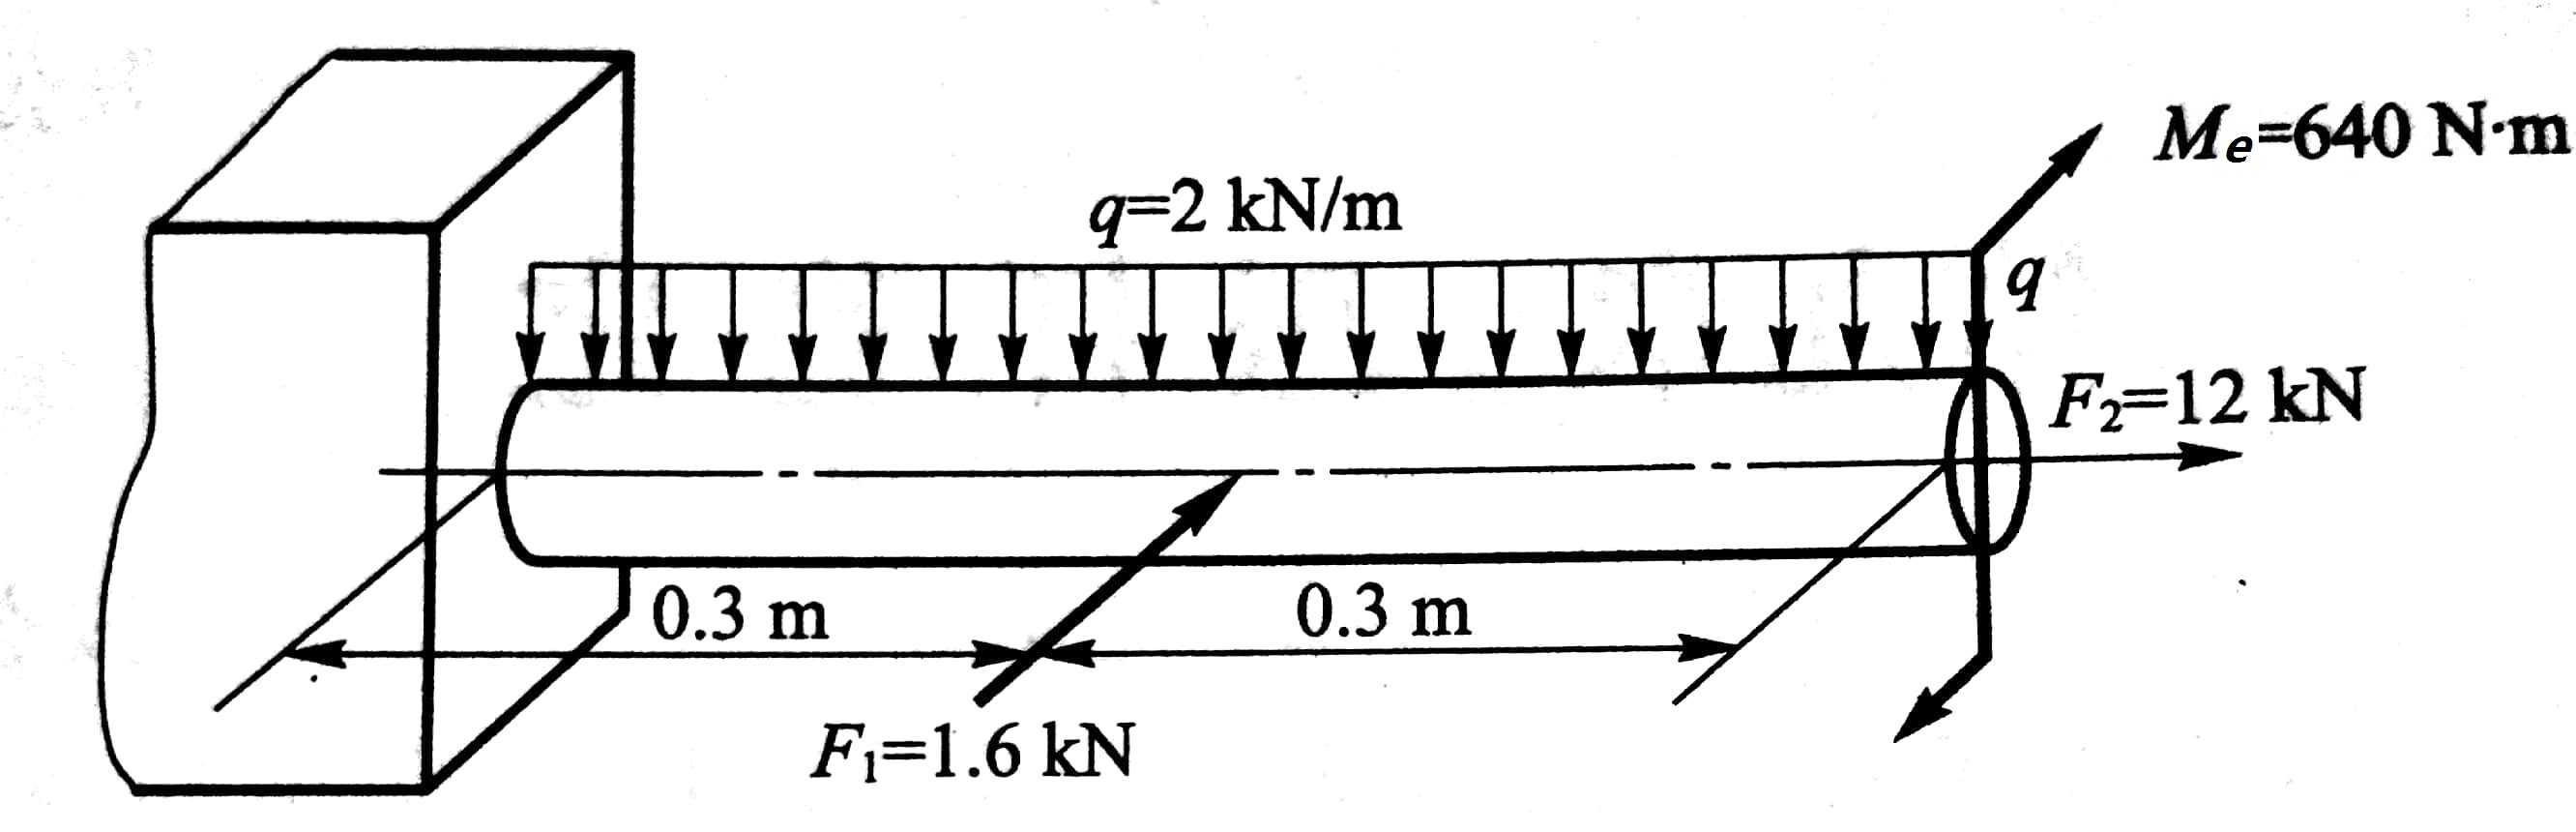 Mₑ=640 N·m
q=2 kN/m
q
F₂=12 kN
0.3 m
0.3 m
F₁=1.6 kN